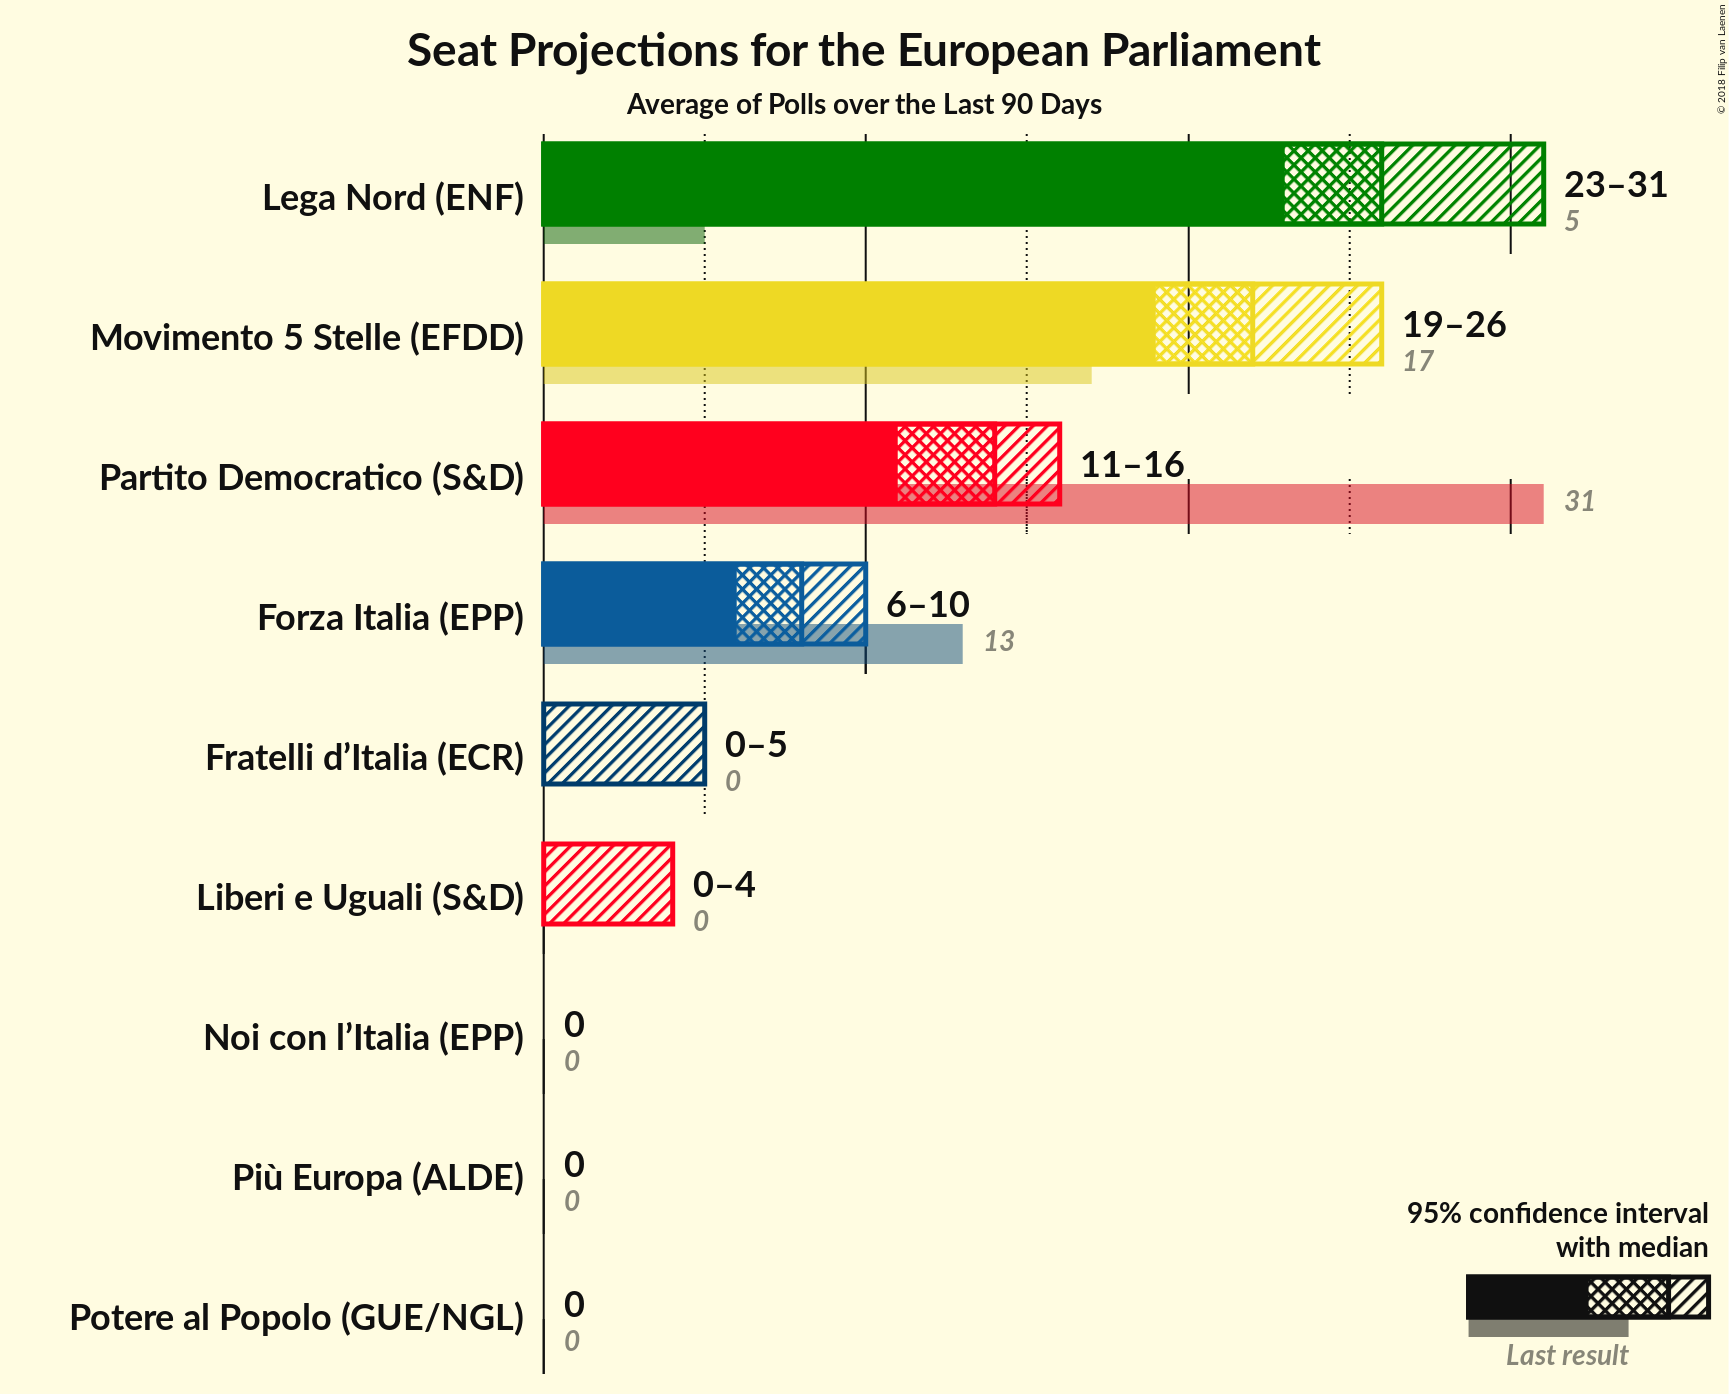 Seat Projections for the European Parliament
Average of Polls over the Last 90 Days
© 2018 Filip van Laenen
Lega Nord (ENF)
23–31
5
Movimento 5 Stelle (EFDD)
19–26
17
Partito Democratico (S&D)
11–16
31
Forza Italia (EPP)
6–10
13
Fratelli d’Italia (ECR)
0–5
0
Liberi e Uguali (S&D)
0–4
0
Noi con l’Italia (EPP)
0
0
Più Europa (ALDE)
0
0
Potere al Popolo (GUE/NGL)
0
0
95% confidence interval
with median
Last result